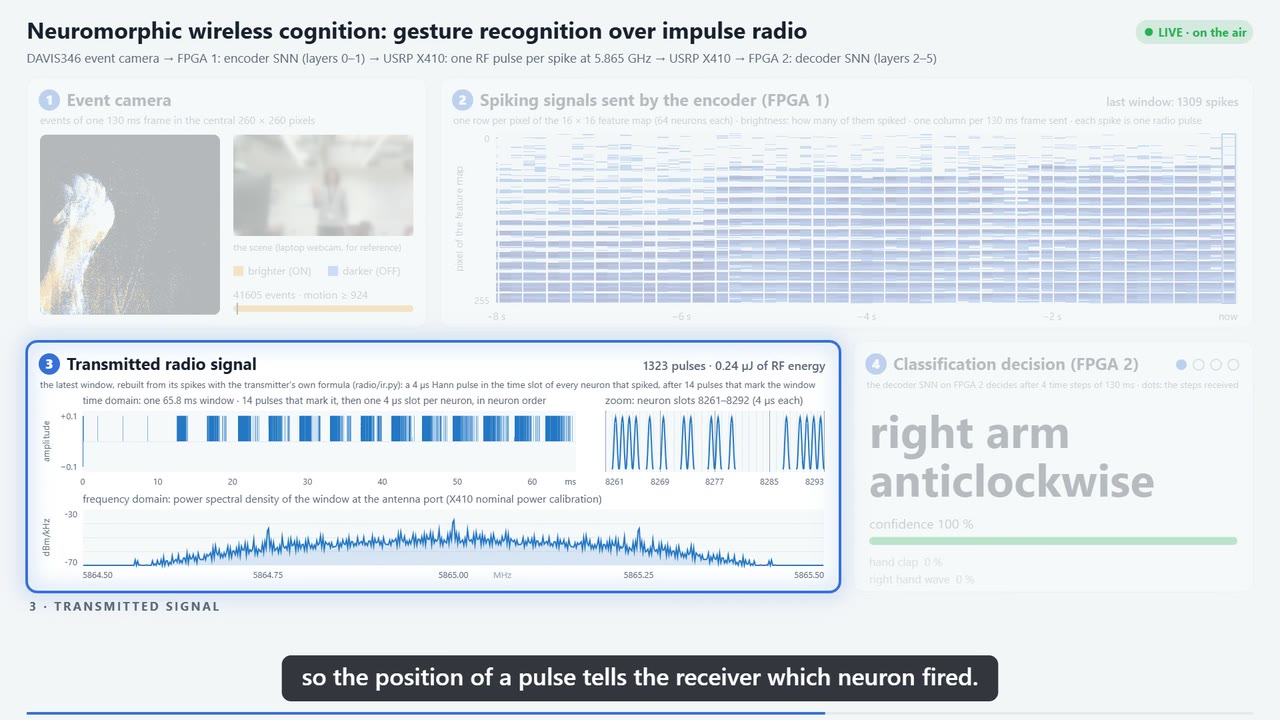 Neuromorphic wireless cognition: gesture recognition over impulse radio
LIVE · on the air
DAVIS346 event camera → FPGA 1: encoder SNN (layers 0–1) → USRP X410: one RF pulse per spike at 5.865 GHz → USRP X410 → FPGA 2: decoder SNN (layers 2–5)
1 Event camera
events of one 130 ms frame in the central 260 × 260 pixels
the scene (laptop webcam, for reference)
brighter (ON) darker (OFF)
41605 events · motion ≥ 924
2 Spiking signals sent by the encoder (FPGA 1)
last window: 1309 spikes
one row per pixel of the 16 × 16 feature map (64 neurons each) · brightness: how many of them spiked · one column per 130 ms frame sent · each spike is one radio pulse
0
pixel of the feature map
255
−8 s −6 s −4 s −2 s now
3 Transmitted radio signal
1323 pulses · 0.24 µJ of RF energy
the latest window, rebuilt from its spikes with the transmitter's own formula (radio/ir.py): a 4 µs Hann pulse in the time slot of every neuron that spiked, after 14 pulses that mark the window
time domain: one 65.8 ms window · 14 pulses that mark it, then one 4 µs slot per neuron, in neuron order
zoom: neuron slots 8261–8292 (4 µs each)
+0.1
amplitude
−0.1
0 10 20 30 40 50 60 ms
8261 8269 8277 8285 8293
frequency domain: power spectral density of the window at the antenna port (X410 nominal power calibration)
-30
dBm/kHz
-70
5864.50 5864.75 5865.00 MHz 5865.25 5865.50
4 Classification decision (FPGA 2)
the decoder SNN on FPGA 2 decides after 4 time steps of 130 ms · dots: the steps received
right arm
anticlockwise
confidence 100 %
hand clap 0 %
right hand wave 0 %
3 · TRANSMITTED SIGNAL
so the position of a pulse tells the receiver which neuron fired.